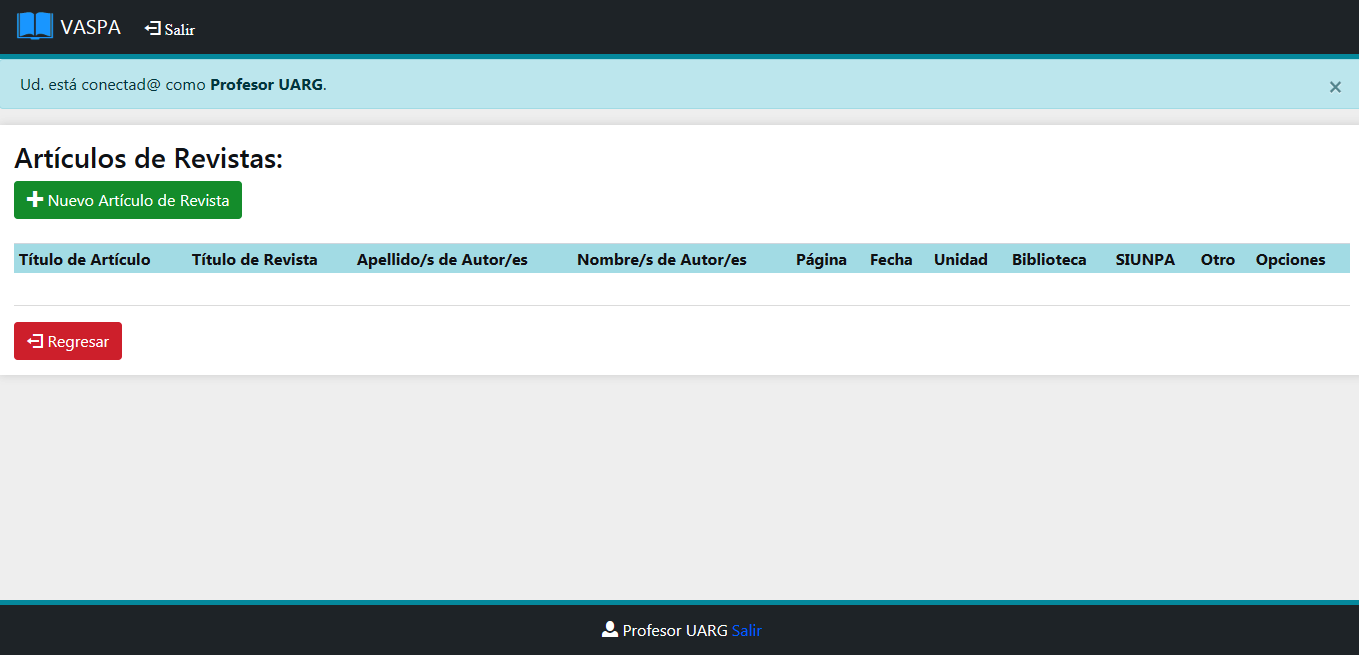 VASPA Salir
Ud. está conectad@ como Profesor UARG. ×
Artículos de Revistas:
Nuevo Artículo de Revista
Título de Artículo Título de Revista Apellido/s de Autor/es Nombre/s de Autor/es Página Fecha Unidad Biblioteca SIUNPA Otro Opciones
Regresar
Profesor UARG Salir